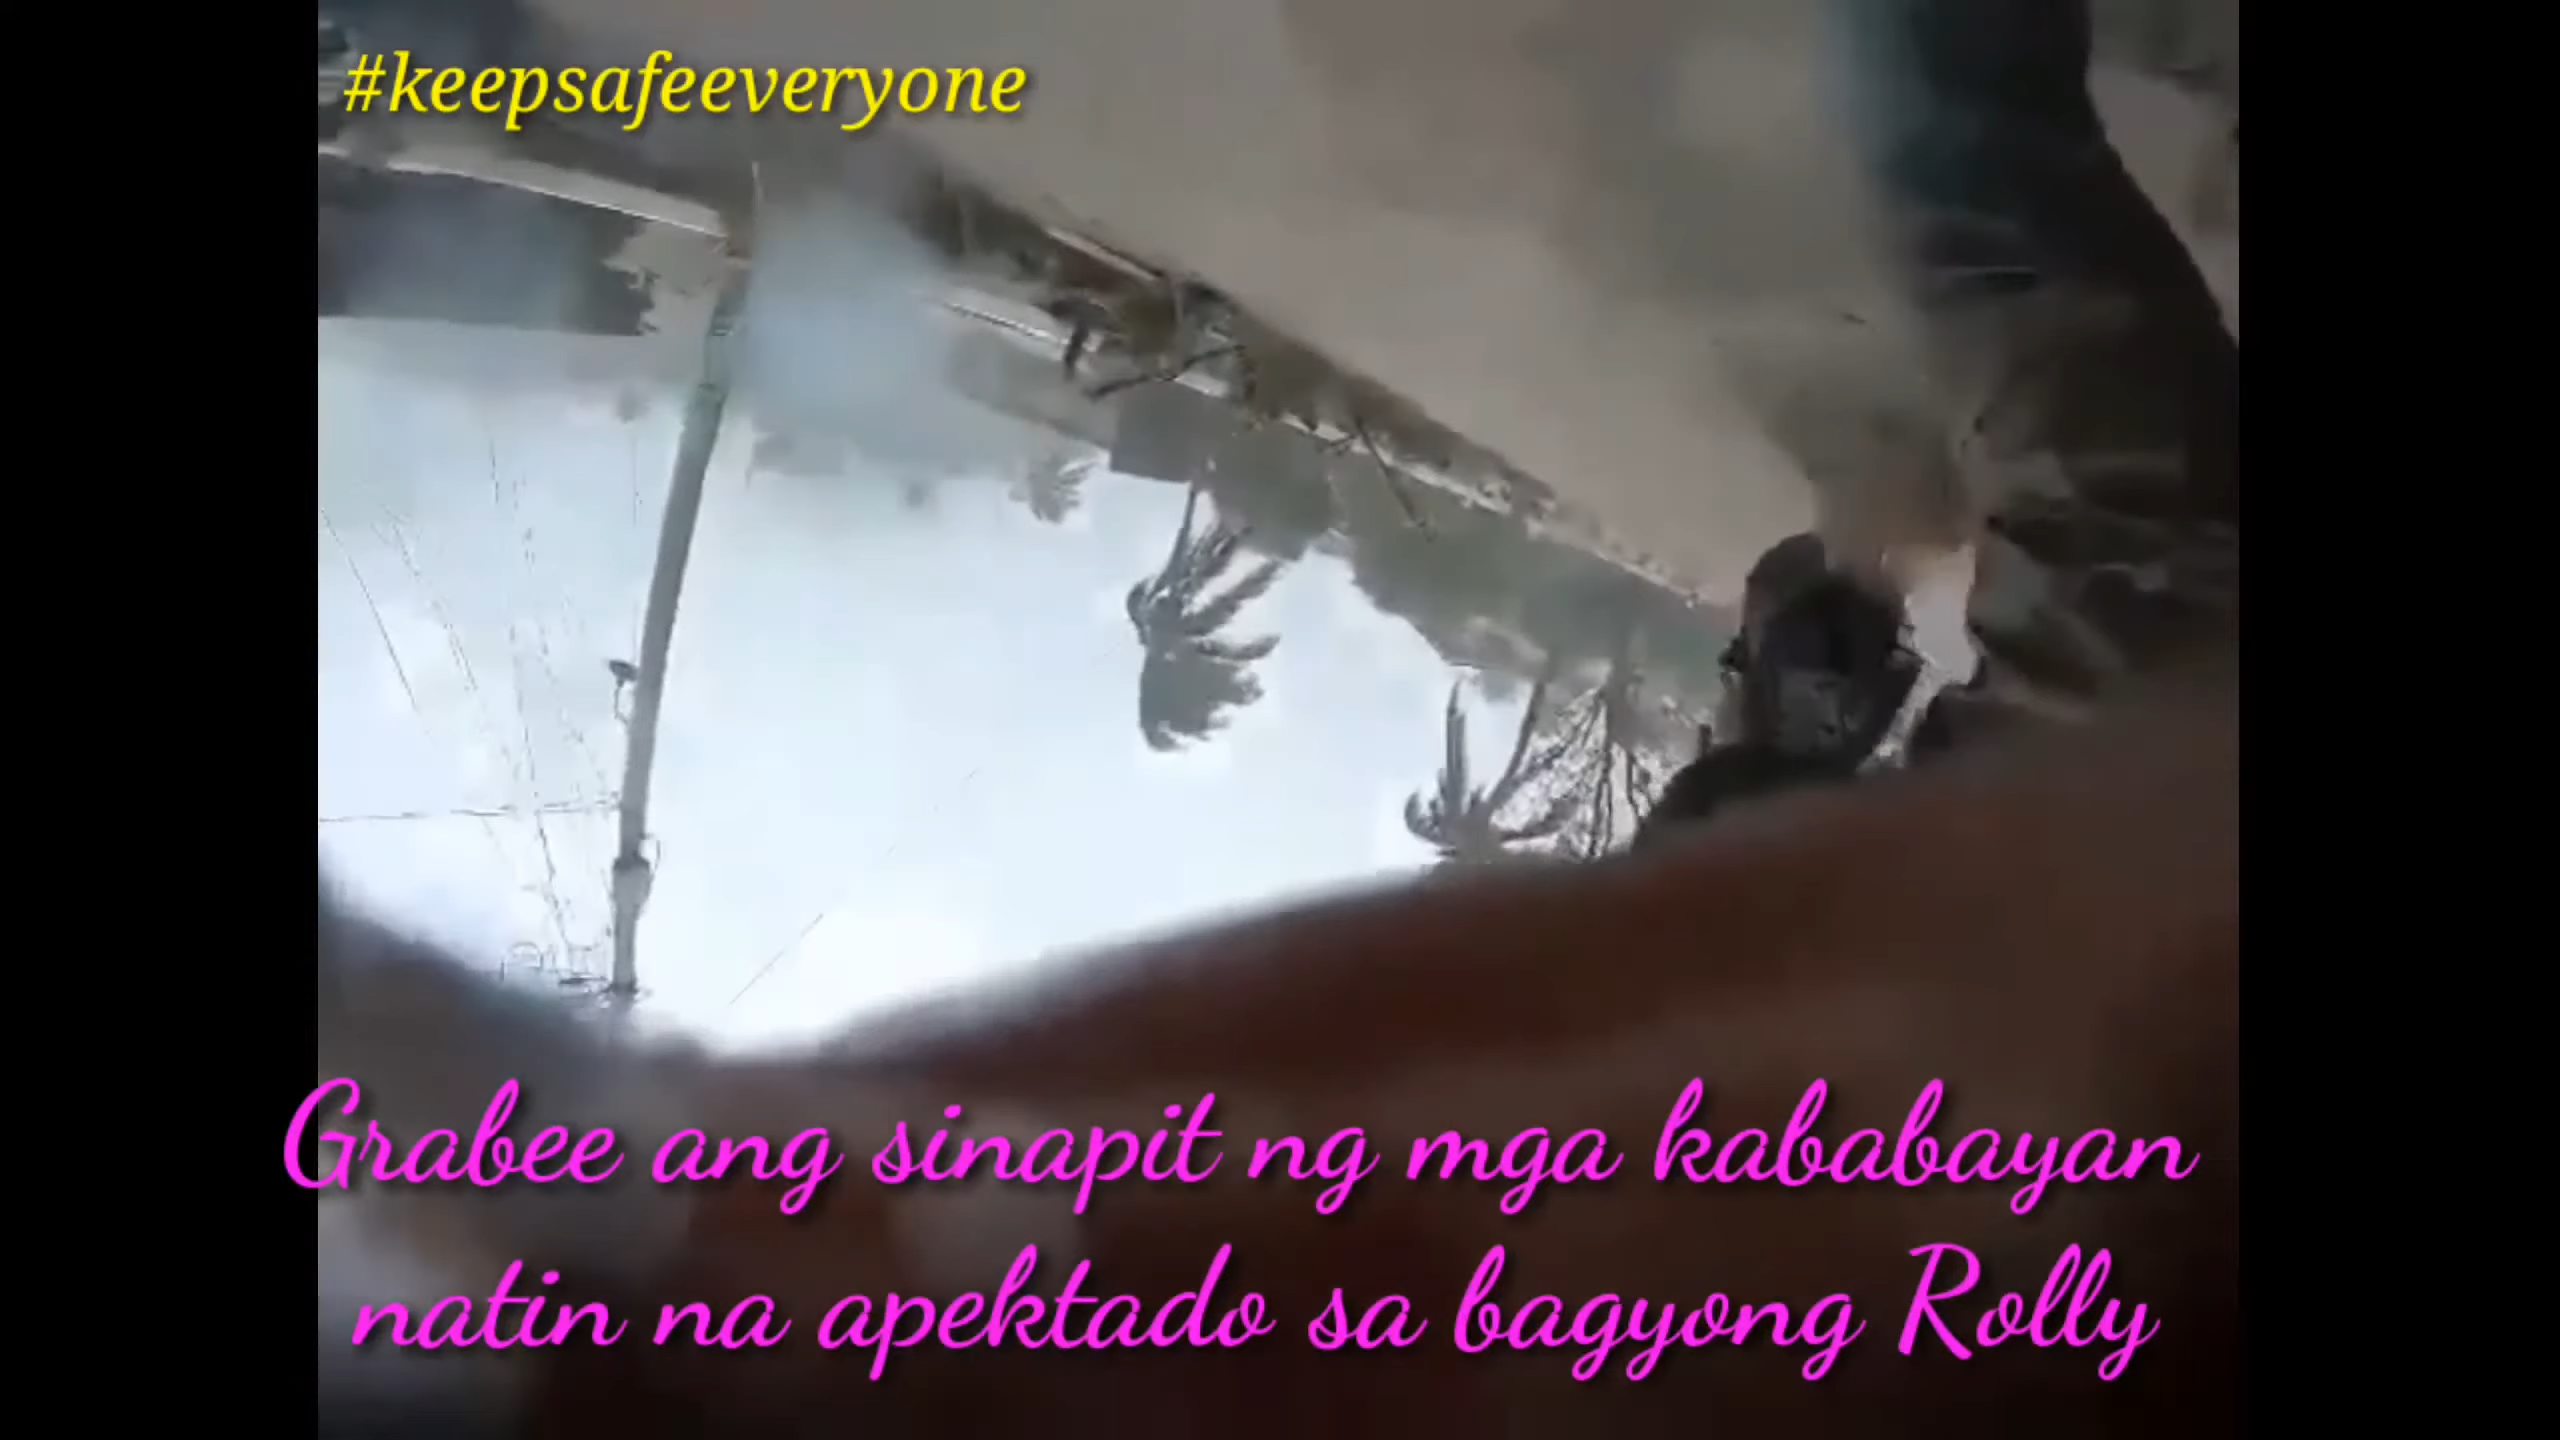 #keepsafeeveryone
Grabee ang sinapit ng mga kababayan
natin na apektado sa bagyong Rolly